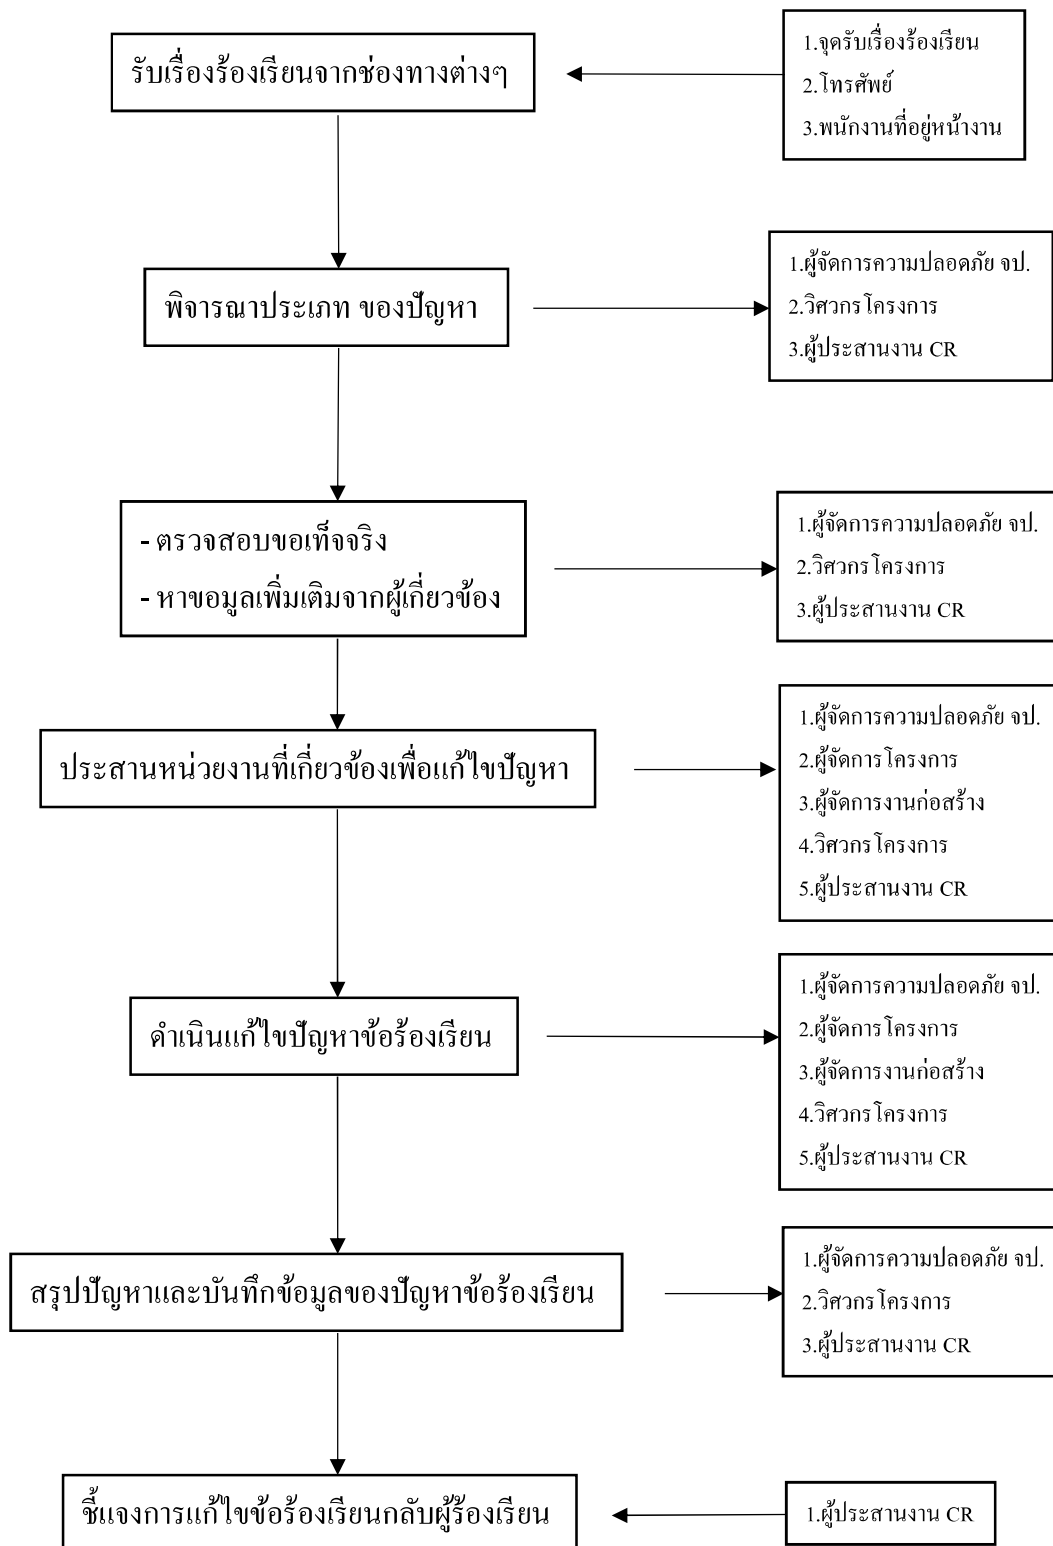 รับเรื่องร้องเรียนจากช่องทางต่างๆ
1.จุดรับเรื่องร้องเรียน
2.โทรศัพย์
3.พนักงานที่อยู่หน้างาน
พิจารณาประเภท ของปัญหา
1.ผู้จัดการความปลอดภัย จป.
2.วิศวกรโครงการ
3.ผู้ประสานงาน CR
- ตรวจสอบขอเท็จจริง
- หาขอมูลเพิ่มเติมจากผู้เกี่ยวข้อง
1.ผู้จัดการความปลอดภัย จป.
2.วิศวกรโครงการ
3.ผู้ประสานงาน CR
ประสานหน่วยงานที่เกี่ยวข้องเพื่อแก้ไขปัญหา
1.ผู้จัดการความปลอดภัย จป.
2.ผู้จัดการโครงการ
3.ผู้จัดการงานก่อสร้าง
4.วิศวกรโครงการ
5.ผู้ประสานงาน CR
ดำเนินแก้ไขปัญหาข้อร้องเรียน
1.ผู้จัดการความปลอดภัย จป.
2.ผู้จัดการโครงการ
3.ผู้จัดการงานก่อสร้าง
4.วิศวกรโครงการ
5.ผู้ประสานงาน CR
สรุปปัญหาและบันทึกข้อมูลของปัญหาข้อร้องเรียน
1.ผู้จัดการความปลอดภัย จป.
2.วิศวกรโครงการ
3.ผู้ประสานงาน CR
ชี้แจงการแก้ไขข้อร้องเรียนกลับผู้ร้องเรียน
1.ผู้ประสานงาน CR